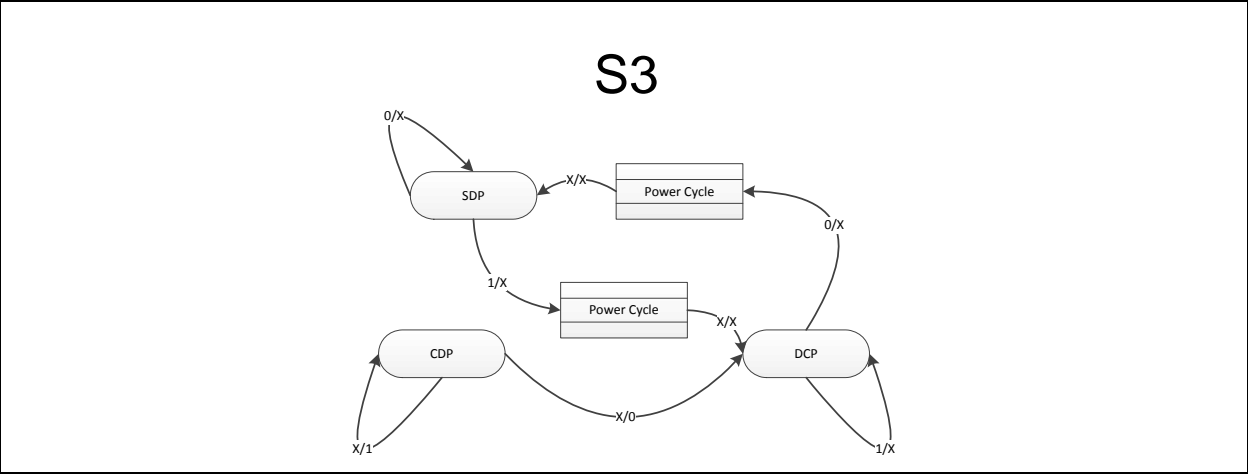 S3
0/X
SDP
X/X
Power Cycle
0/X
1/X
Power Cycle
X/X
CDP
DCP
X/0
X/1
1/X